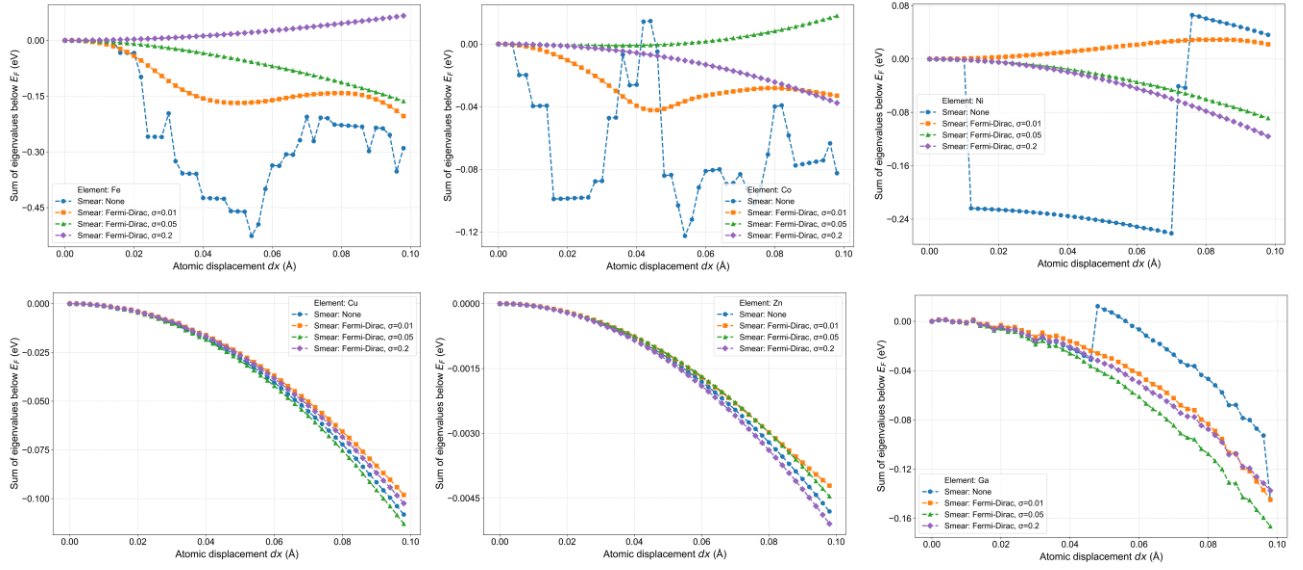 Sum of eigenvalues below E_F (eV)
0.00
−0.15
−0.30
−0.45
Element: Fe
Smear: None
Smear: Fermi-Dirac, σ=0.01
Smear: Fermi-Dirac, σ=0.05
Smear: Fermi-Dirac, σ=0.2
0.00 0.02 0.04 0.06 0.08 0.10
Atomic displacement dx (Å)
Sum of eigenvalues below E_F (eV)
0.00
−0.04
−0.08
−0.12
Element: Co
Smear: None
Smear: Fermi-Dirac, σ=0.01
Smear: Fermi-Dirac, σ=0.05
Smear: Fermi-Dirac, σ=0.2
0.00 0.02 0.04 0.06 0.08 0.10
Atomic displacement dx (Å)
Sum of eigenvalues below E_F (eV)
0.08
0.00
−0.08
−0.16
−0.24
Element: Ni
Smear: None
Smear: Fermi-Dirac, σ=0.01
Smear: Fermi-Dirac, σ=0.05
Smear: Fermi-Dirac, σ=0.2
0.00 0.02 0.04 0.06 0.08 0.10
Atomic displacement dx (Å)
Sum of eigenvalues below E_F (eV)
0.000
−0.025
−0.050
−0.075
−0.100
Element: Cu
Smear: None
Smear: Fermi-Dirac, σ=0.01
Smear: Fermi-Dirac, σ=0.05
Smear: Fermi-Dirac, σ=0.2
0.00 0.02 0.04 0.06 0.08 0.10
Atomic displacement dx (Å)
Sum of eigenvalues below E_F (eV)
0.0000
−0.0015
−0.0030
−0.0045
Element: Zn
Smear: None
Smear: Fermi-Dirac, σ=0.01
Smear: Fermi-Dirac, σ=0.05
Smear: Fermi-Dirac, σ=0.2
0.00 0.02 0.04 0.06 0.08 0.10
Atomic displacement dx (Å)
Sum of eigenvalues below E_F (eV)
0.00
−0.04
−0.08
−0.12
−0.16
Element: Ga
Smear: None
Smear: Fermi-Dirac, σ=0.01
Smear: Fermi-Dirac, σ=0.05
Smear: Fermi-Dirac, σ=0.2
0.00 0.02 0.04 0.06 0.08 0.10
Atomic displacement dx (Å)